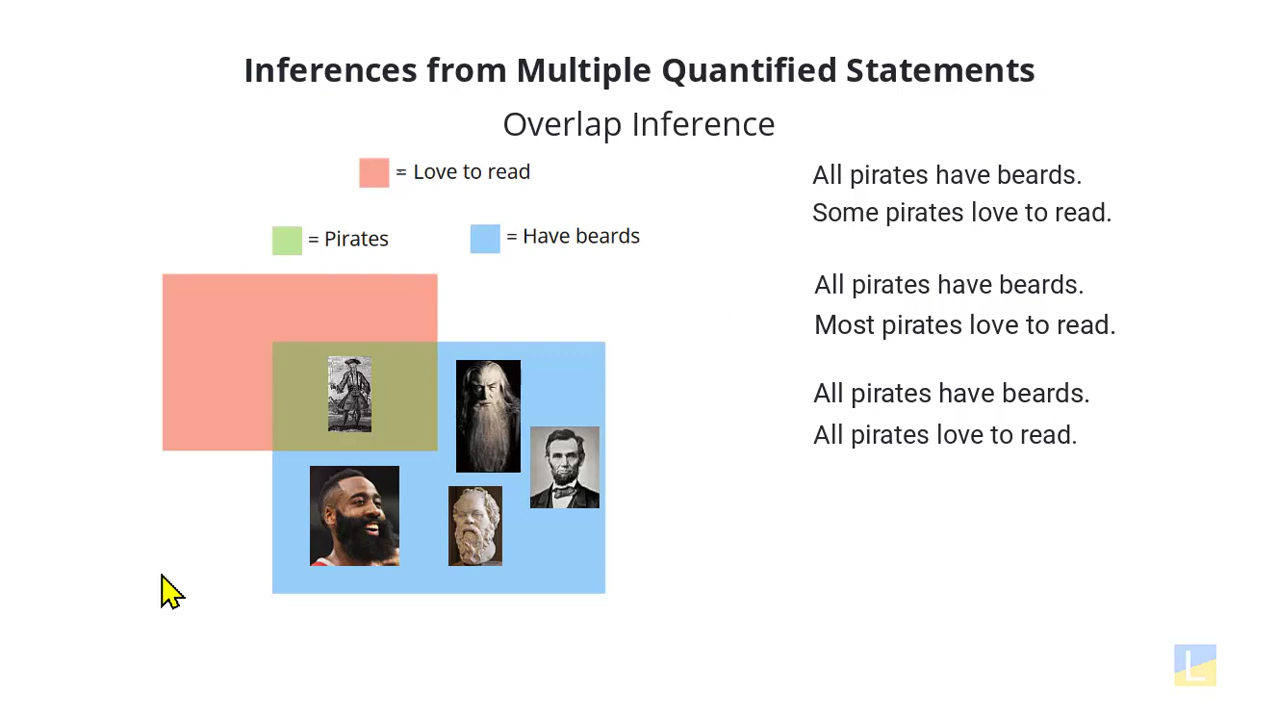 Inferences from Multiple Quantified Statements
Overlap Inference
= Love to read
= Pirates
= Have beards
All pirates have beards.
Some pirates love to read.
All pirates have beards.
Most pirates love to read.
All pirates have beards.
All pirates love to read.
L